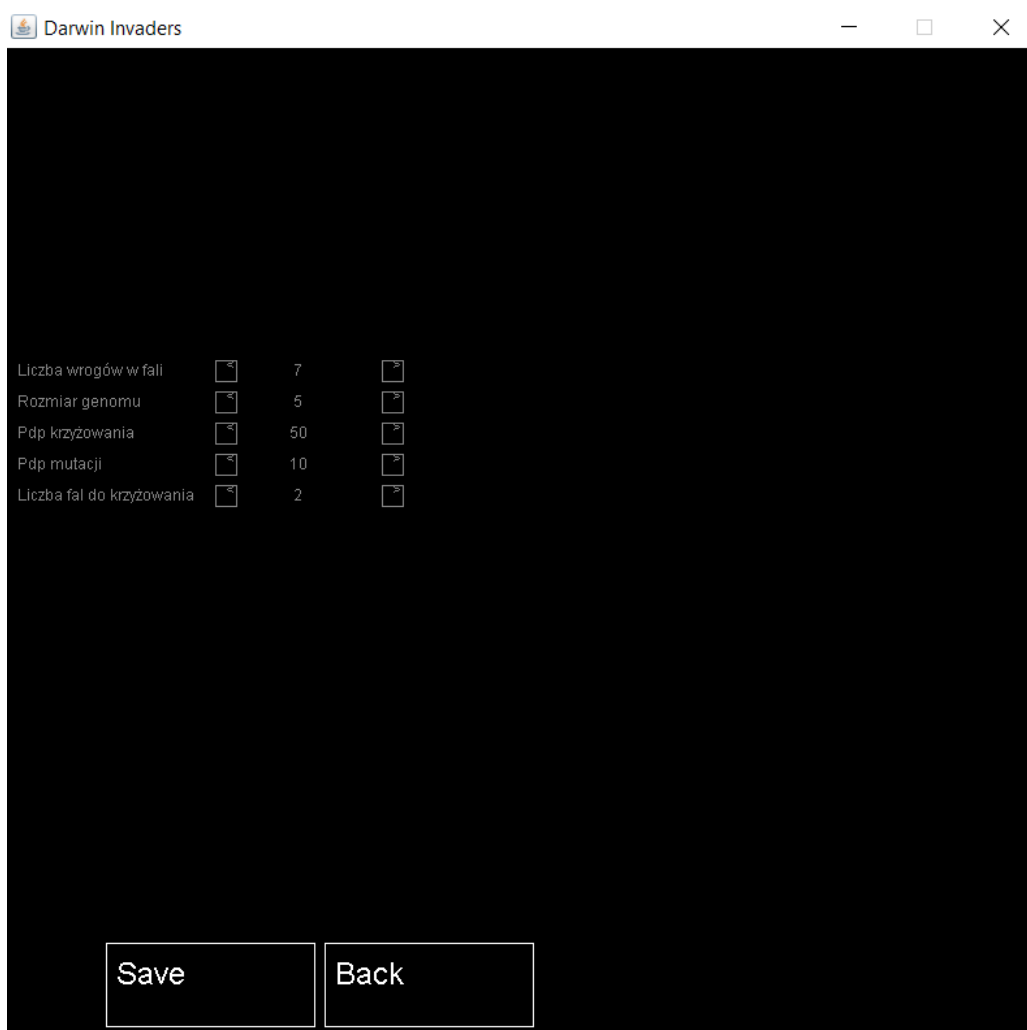 Darwin Invaders
Liczba wrogów w fali < 7 >
Rozmiar genomu < 5 >
Pdp krzyżowania < 50 >
Pdp mutacji < 10 >
Liczba fal do krzyżowania < 2 >
Save Back